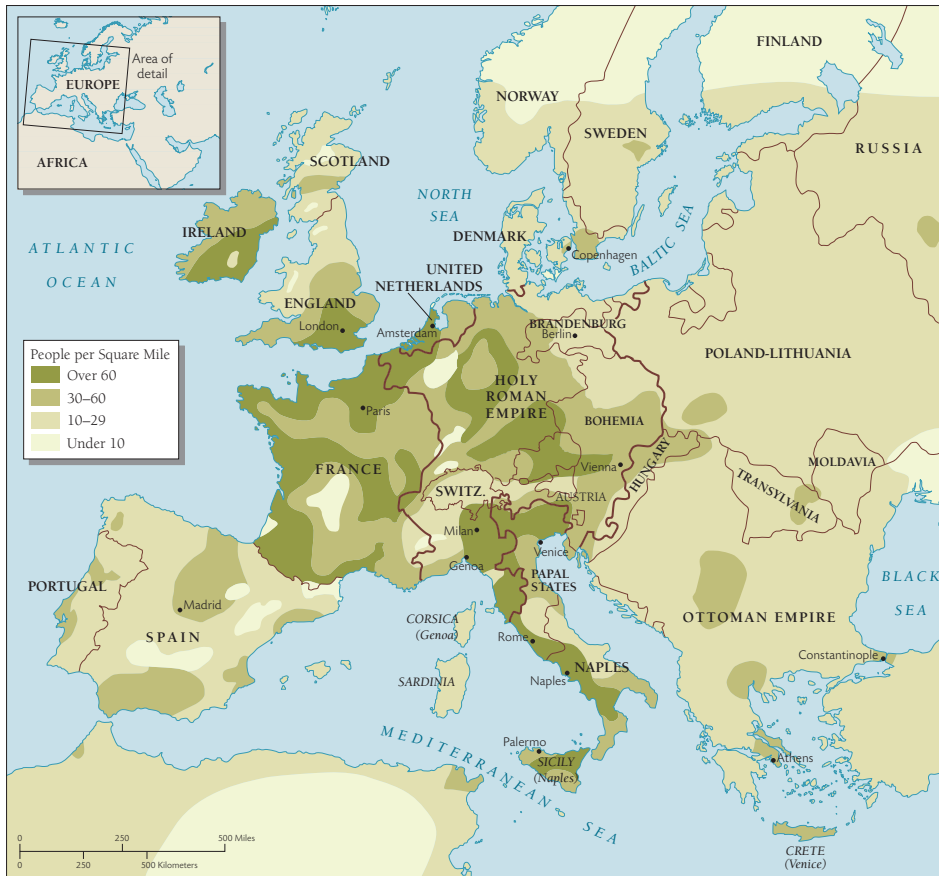 Area of
detail
EUROPE
AFRICA
FINLAND
NORWAY
SWEDEN
RUSSIA
SCOTLAND
NORTH
SEA
IRELAND
DENMARK
BALTIC SEA
Copenhagen
ATLANTIC
OCEAN
UNITED
NETHERLANDS
ENGLAND
London
Amsterdam
BRANDENBURG
Berlin
POLAND-LITHUANIA
People per Square Mile
Over 60
30–60
10–29
Under 10
HOLY
ROMAN
EMPIRE
Paris
BOHEMIA
FRANCE
Vienna
HUNGARY
MOLDAVIA
TRANSYLVANIA
SWITZ.
AUSTRIA
Milan
Venice
Genoa
PAPAL
STATES
PORTUGAL
Madrid
SPAIN
CORSICA
(Genoa)
Rome
OTTOMAN EMPIRE
BLACK
SEA
Constantinople
SARDINIA
Naples
NAPLES
MEDITERRANEAN SEA
Palermo
SICILY
(Naples)
Athens
CRETE
(Venice)
0 250 500 Miles
0 250 500 Kilometers